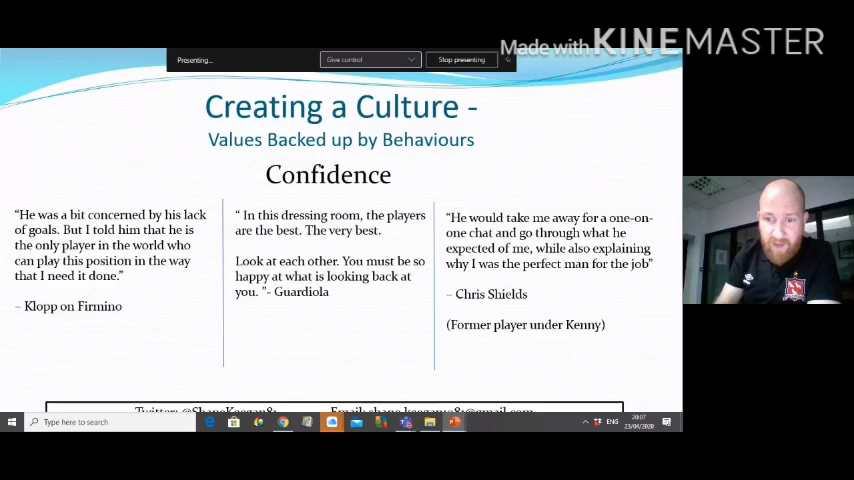 Made with KINEMASTER
Presenting...
Give control
Stop presenting
Creating a Culture -
Values Backed up by Behaviours
Confidence
"He was a bit concerned by his lack
of goals. But I told him that he is
the only player in the world who
can play this position in the way
that I need it done."
– Klopp on Firmino
" In this dressing room, the players
are the best. The very best.
Look at each other. You must be so
happy at what is looking back at
you. "- Guardiola
"He would take me away for a one-on-
one chat and go through what he
expected of me, while also explaining
why I was the perfect man for the job"
– Chris Shields
(Former player under Kenny)
Twitter: @ShaneKeegan81 Email:
Type here to search
ENG
20:07
23/04/2020